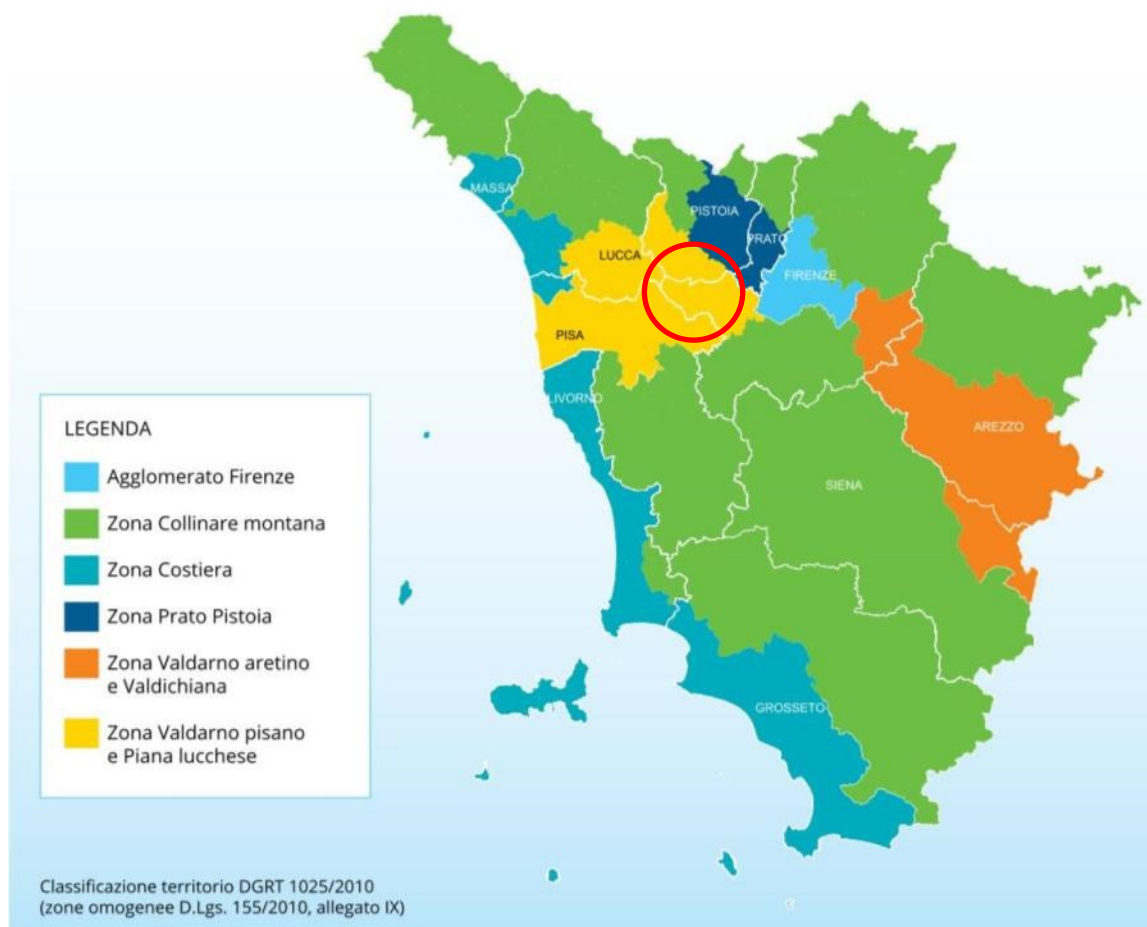 MASSA
PISTOIA
PRATO
LUCCA
FIRENZE
PISA
LIVORNO
AREZZO
SIENA
GROSSETO
LEGENDA
Agglomerato Firenze
Zona Collinare montana
Zona Costiera
Zona Prato Pistoia
Zona Valdarno aretino
e Valdichiana
Zona Valdarno pisano
e Piana lucchese
Classificazione territorio DGRT 1025/2010
(zone omogenee D.Lgs. 155/2010, allegato IX)